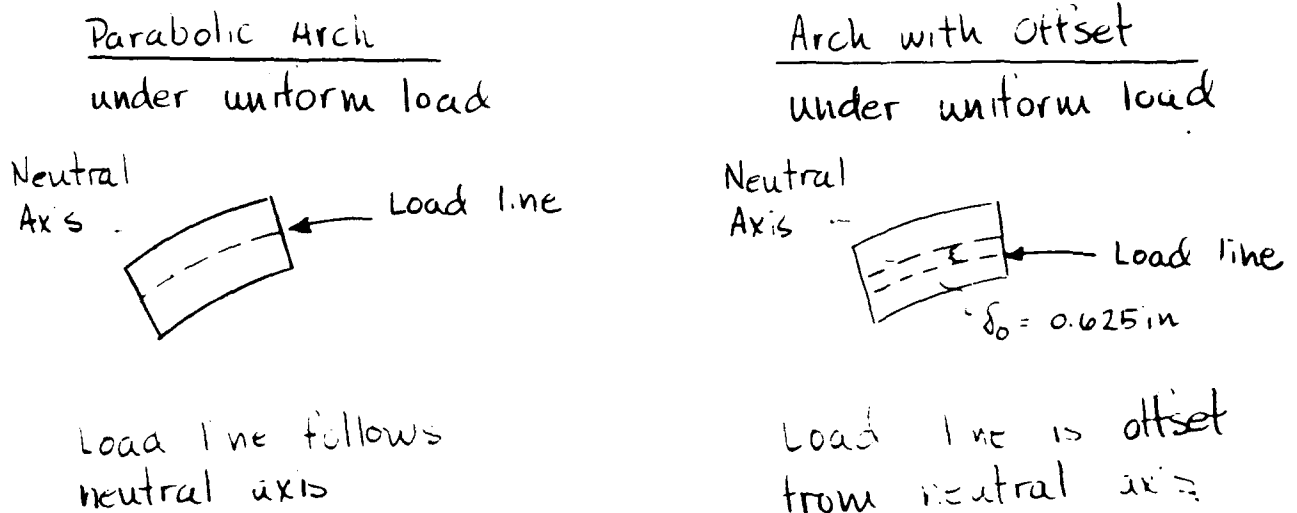 Parabolic Arch
under uniform load
Neutral
Axis
Load line
Load line follows
neutral axis
Arch with Offset
under uniform load
Neutral
Axis
Load line
δ₀ = 0.625 in
Load line is offset
from neutral axis